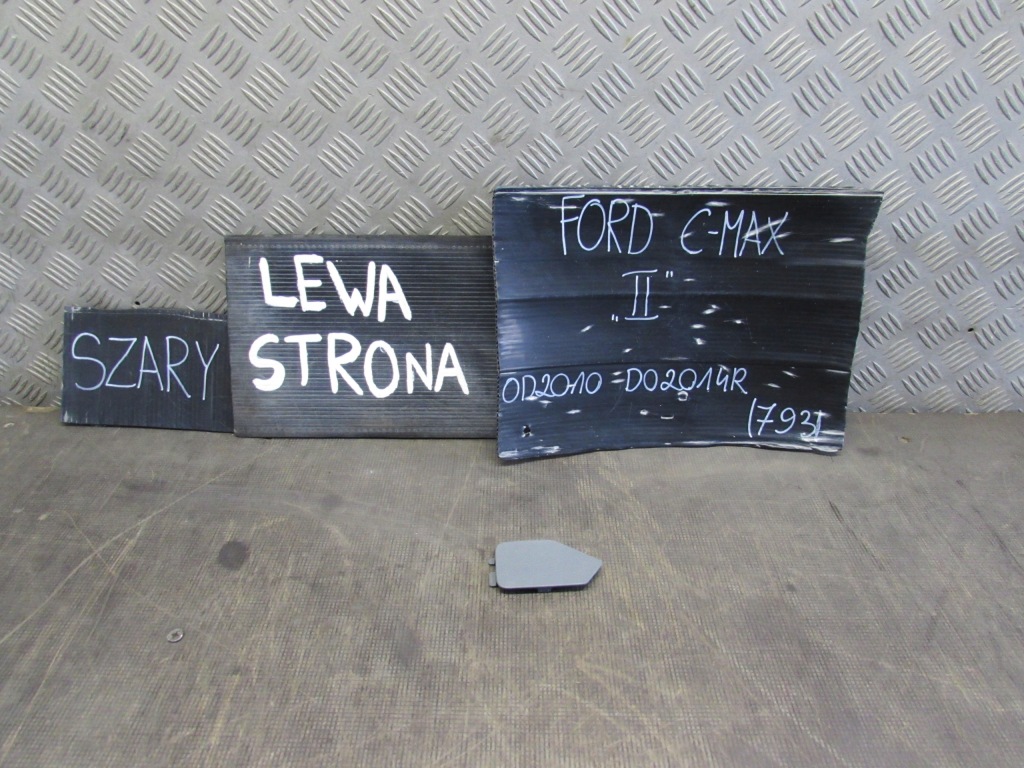 SZARY
LEWA
STRONA
FORD C-MAX
„II"
OD2010 DO2014R
(793)